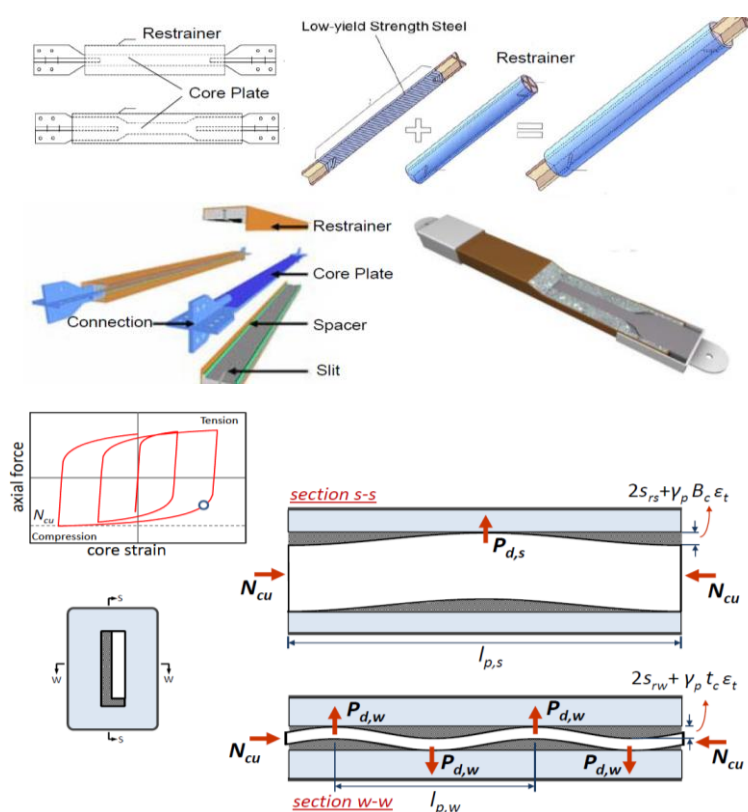 Restrainer
Core Plate
Low-yield Strength Steel
Restrainer
Restrainer
Core Plate
Connection
Spacer
Slit
axial force
Tension
N_cu
Compression
core strain
section s-s
2s_rs+γ_p B_c ε_t
P_d,s
N_cu
N_cu
l_p,s
s
w
w
s
2s_rw+ γ_p t_c ε_t
P_d,w
P_d,w
N_cu
N_cu
P_d,w
P_d,w
l_p,w
section w-w